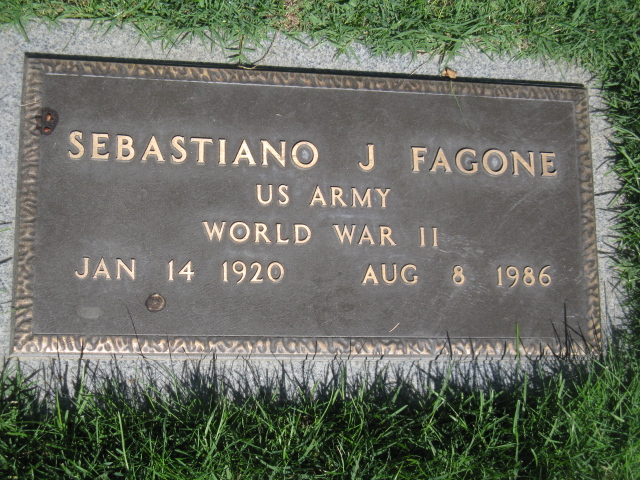 SEBASTIANO J FAGONE
US ARMY
WORLD WAR II
JAN 14 1920 AUG 8 1986